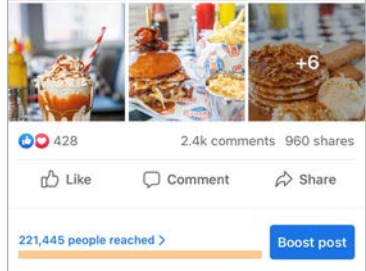 +6
428
2.4k comments 960 shares
Like Comment Share
221,445 people reached >
Boost post